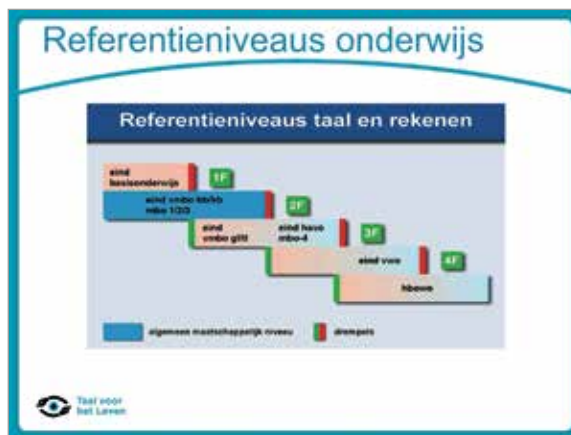 Referentieniveaus onderwijs
Referentieniveaus taal en rekenen
eind
basisonderwijs
1F
eind vmbo bb/kb
mbo 1/2/3
2F
eind
vmbo gl/tl
eind havo
mbo-4
3F
eind vwo
4F
hbo/wo
algemeen maatschappelijk niveau
drempels
Taal voor
het Leven